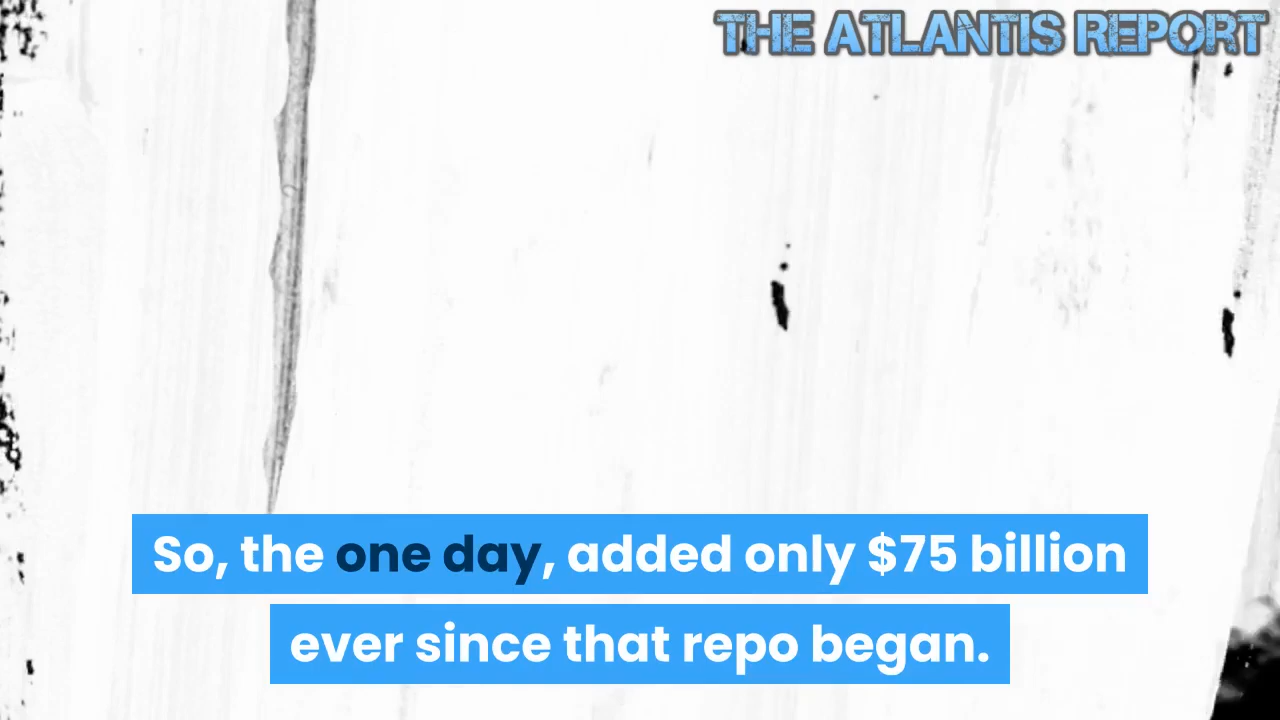 THE ATLANTIS REPORT
So, the one day, added only $75 billion
ever since that repo began.